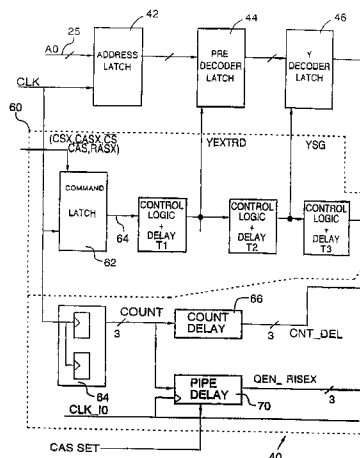 42
44
46
A0
25
ADDRESS
LATCH
PRE
DECODER
LATCH
Y
DECODER
LATCH
CLK
60
(CSX,CASX,CS
CAS,RASX)
YEXTRD
YSG
COMMAND
LATCH
62
64
CONTROL
LOGIC
+
DELAY
T1
CONTROL
LOGIC
+
DELAY
T2
CONTROL
LOGIC
+
DELAY
T3
COUNT
3
66
COUNT
DELAY
3
CNT_DEL
64
PIPE
DELAY
70
QEN_RISEX
3
CLK_IO
CAS SET
40